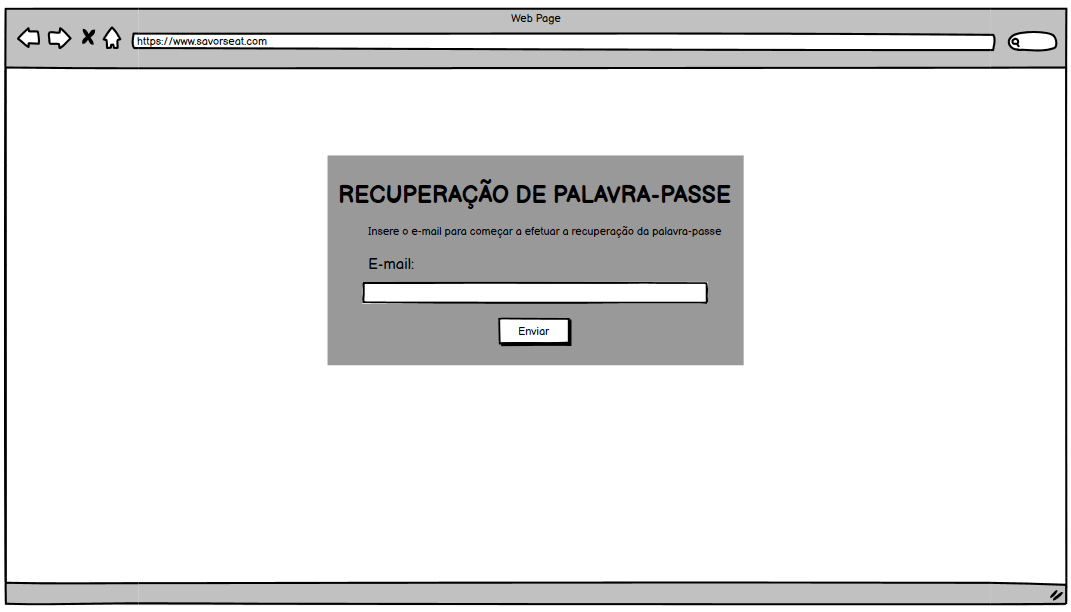 Web Page
https://www.savorseat.com
RECUPERAÇÃO DE PALAVRA-PASSE
Insere o e-mail para começar a efetuar a recuperação da palavra-passe
E-mail:
Enviar